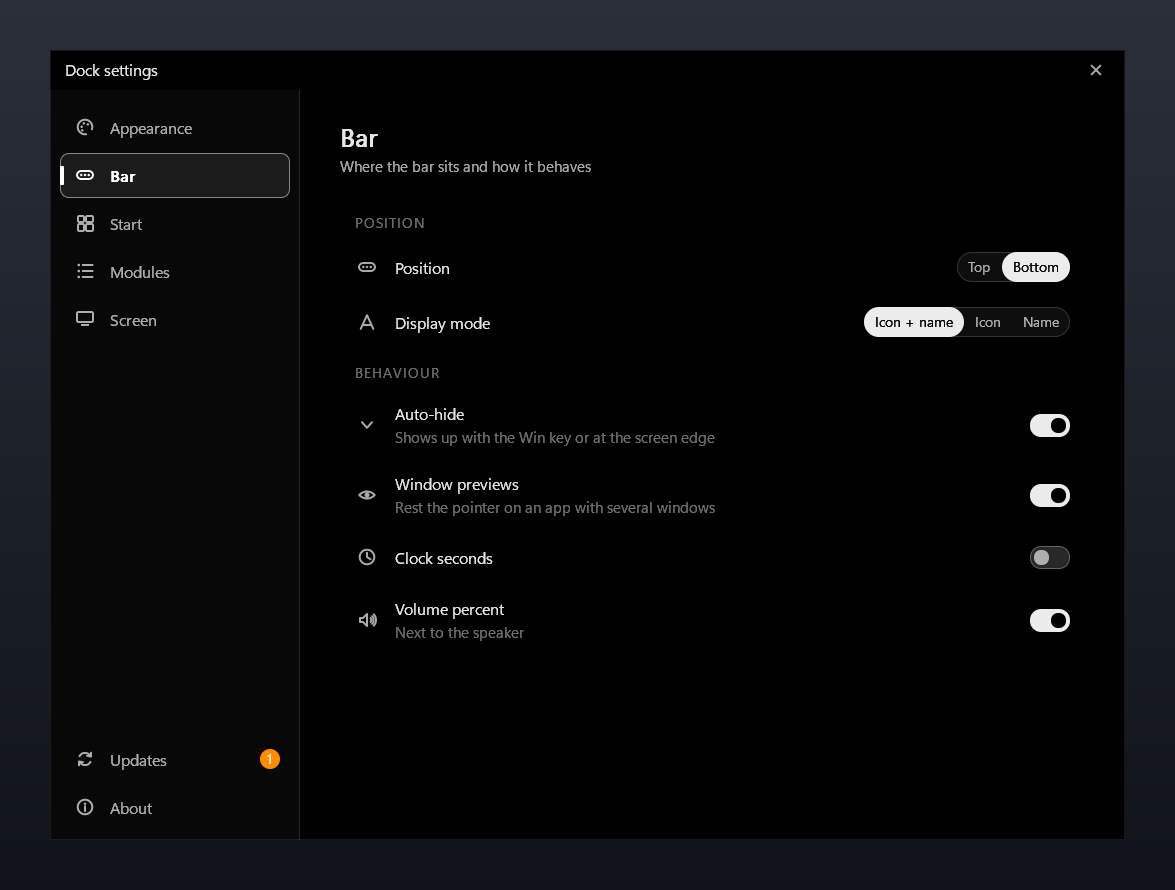 Dock settings
Appearance
Bar
Start
Modules
Screen
Updates
1
About
Bar
Where the bar sits and how it behaves
POSITION
Position
Top
Bottom
Display mode
Icon + name
Icon
Name
BEHAVIOUR
Auto-hide
Shows up with the Win key or at the screen edge
Window previews
Rest the pointer on an app with several windows
Clock seconds
Volume percent
Next to the speaker